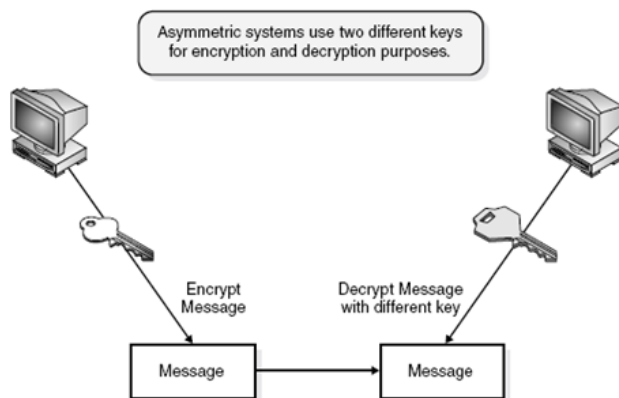 Asymmetric systems use two different keys
for encryption and decryption purposes.
Encrypt
Message
Decrypt Message
with different key
Message
Message